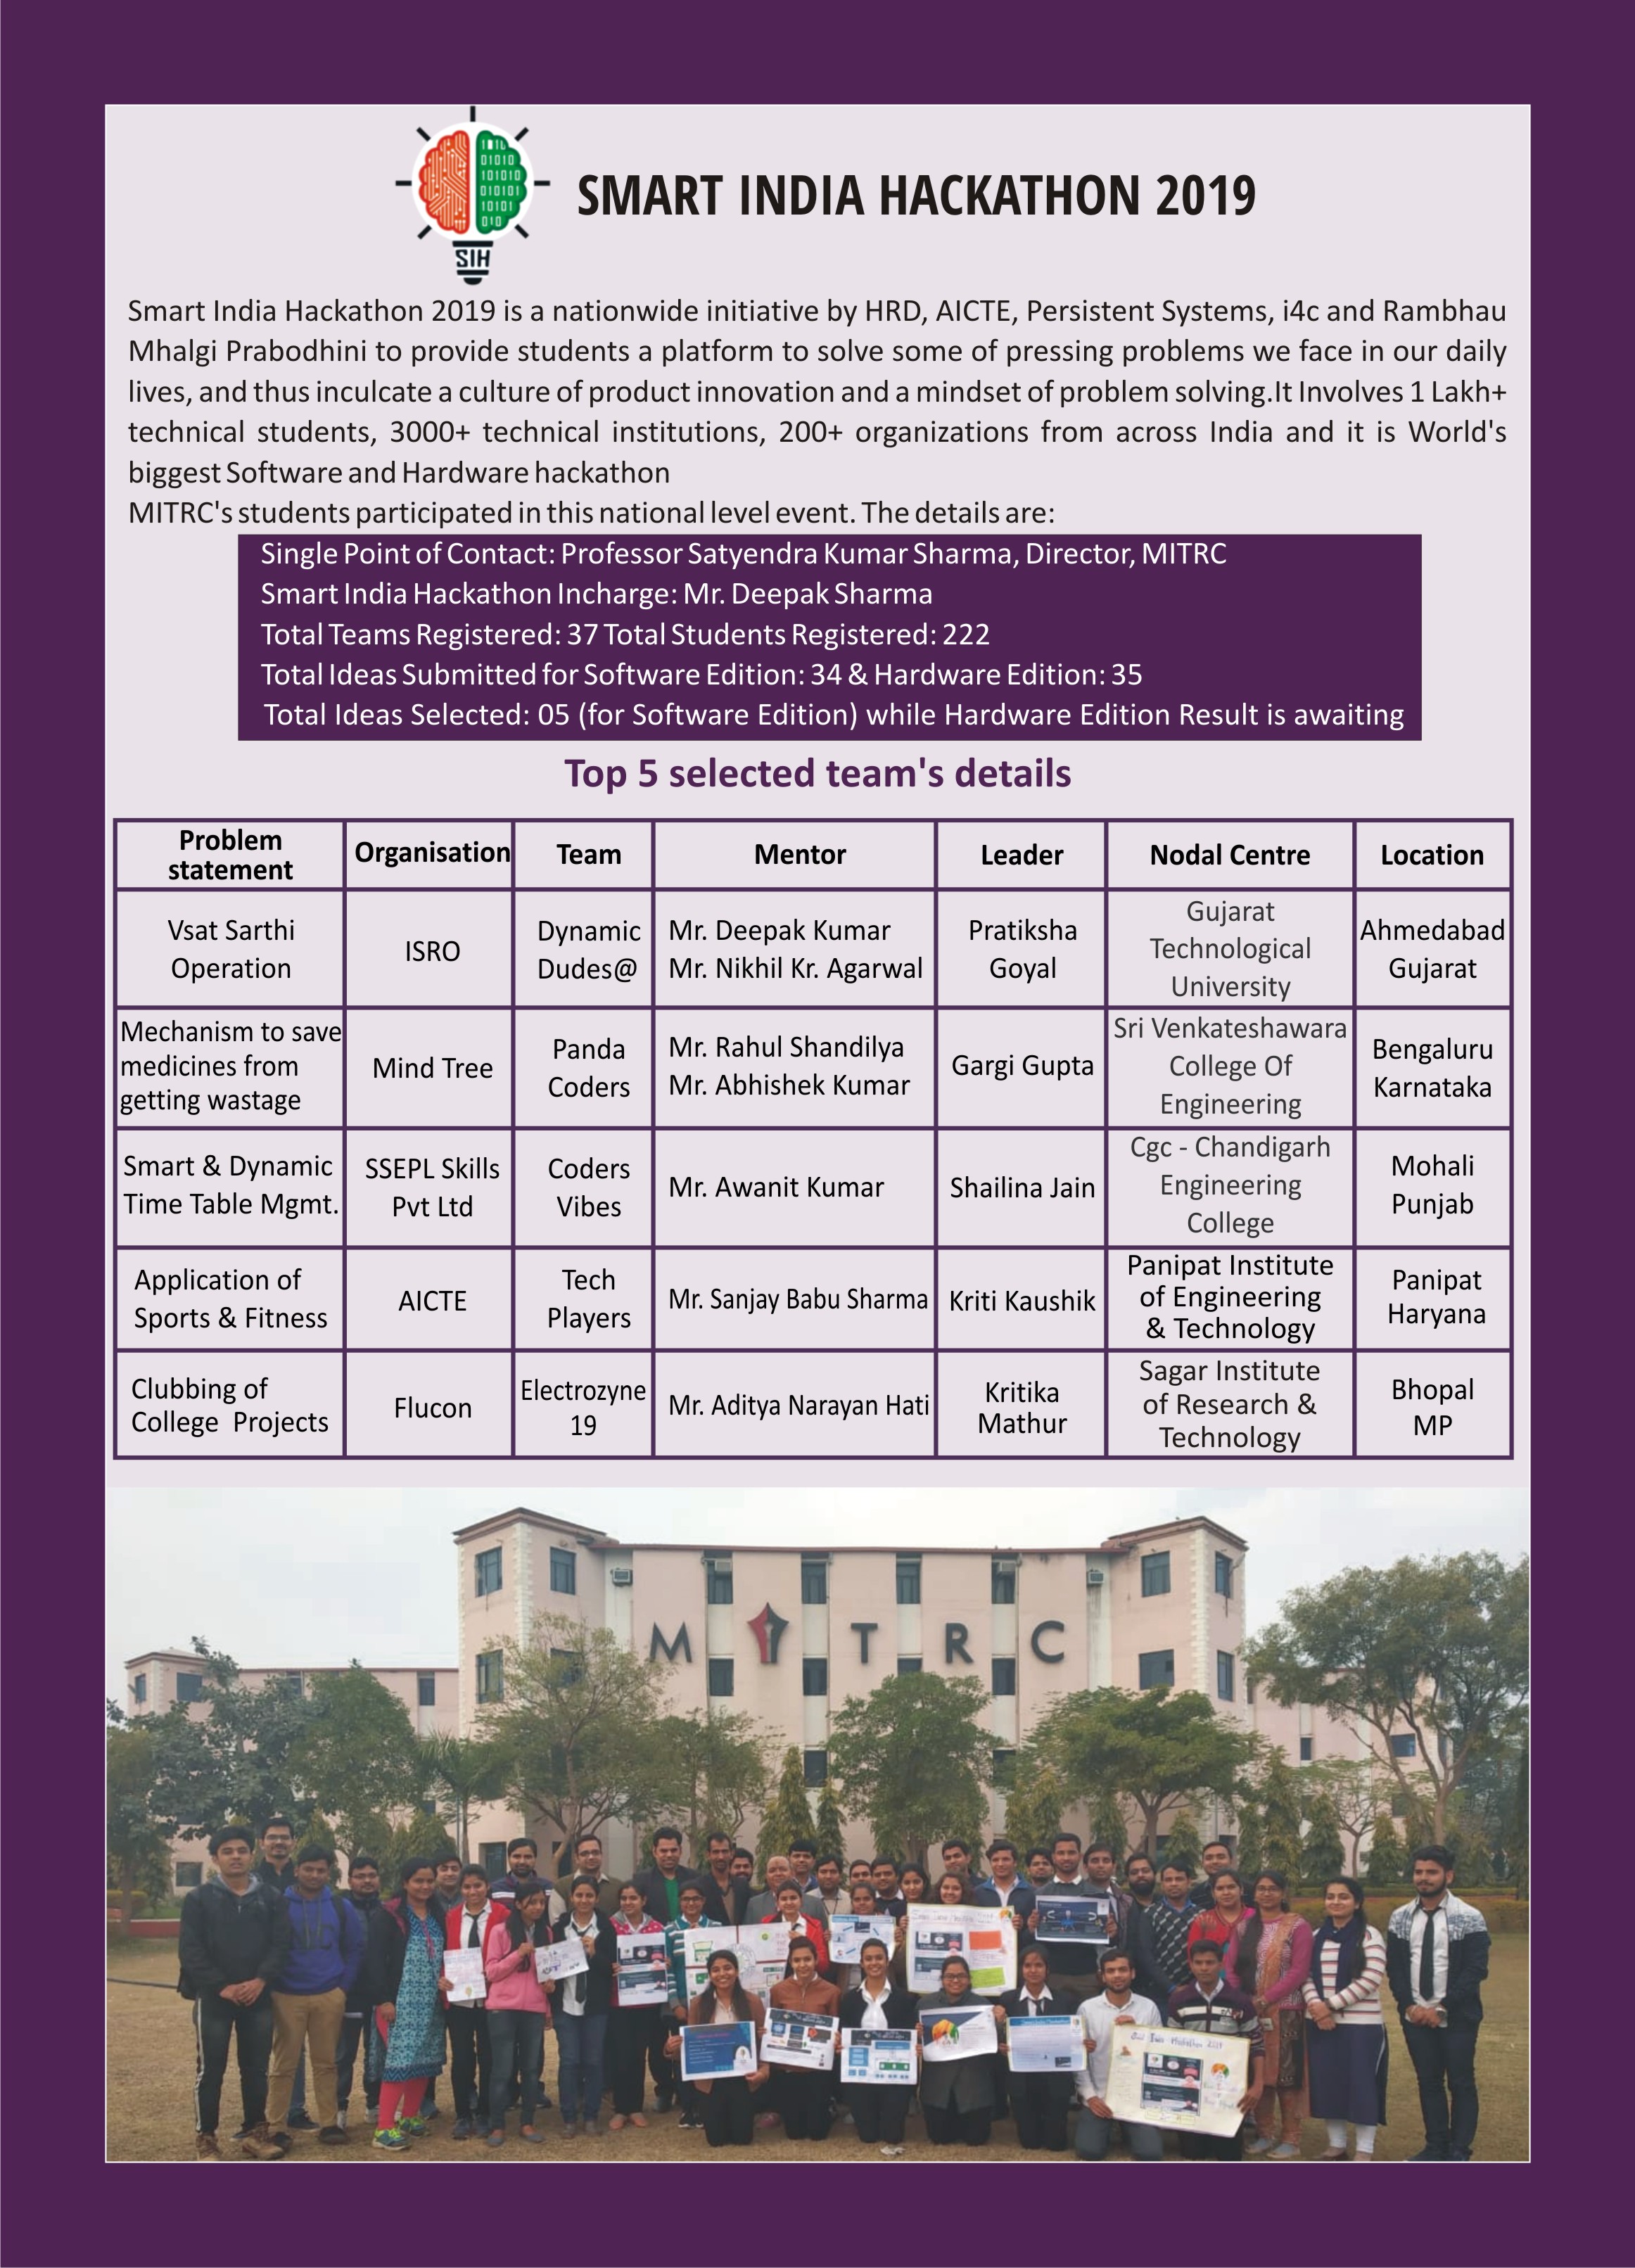 SIH
SMART INDIA HACKATHON 2019
Smart India Hackathon 2019 is a nationwide initiative by HRD, AICTE, Persistent Systems, i4c and Rambhau
Mhalgi Prabodhini to provide students a platform to solve some of pressing problems we face in our daily
lives, and thus inculcate a culture of product innovation and a mindset of problem solving.It Involves 1 Lakh+
technical students, 3000+ technical institutions, 200+ organizations from across India and it is World's
biggest Software and Hardware hackathon
MITRC's students participated in this national level event. The details are:
Single Point of Contact: Professor Satyendra Kumar Sharma, Director, MITRC
Smart India Hackathon Incharge: Mr. Deepak Sharma
Total Teams Registered: 37 Total Students Registered: 222
Total Ideas Submitted for Software Edition: 34 & Hardware Edition: 35
Total Ideas Selected: 05 (for Software Edition) while Hardware Edition Result is awaiting
Top 5 selected team's details
Problem
statement
Organisation
Team
Mentor
Leader
Nodal Centre
Location
Vsat Sarthi
Operation
ISRO
Dynamic
Dudes@
Mr. Deepak Kumar
Mr. Nikhil Kr. Agarwal
Pratiksha
Goyal
Gujarat
Technological
University
Ahmedabad
Gujarat
Mechanism to save
medicines from
getting wastage
Mind Tree
Panda
Coders
Mr. Rahul Shandilya
Mr. Abhishek Kumar
Gargi Gupta
Sri Venkateshawara
College Of
Engineering
Bengaluru
Karnataka
Smart & Dynamic
Time Table Mgmt.
SSEPL Skills
Pvt Ltd
Coders
Vibes
Mr. Awanit Kumar
Shailina Jain
Cgc - Chandigarh
Engineering
College
Mohali
Punjab
Application of
Sports & Fitness
AICTE
Tech
Players
Mr. Sanjay Babu Sharma
Kriti Kaushik
Panipat Institute
of Engineering
& Technology
Panipat
Haryana
Clubbing of
College Projects
Flucon
Electrozyne
19
Mr. Aditya Narayan Hati
Kritika
Mathur
Sagar Institute
of Research &
Technology
Bhopal
MP
M I T R C